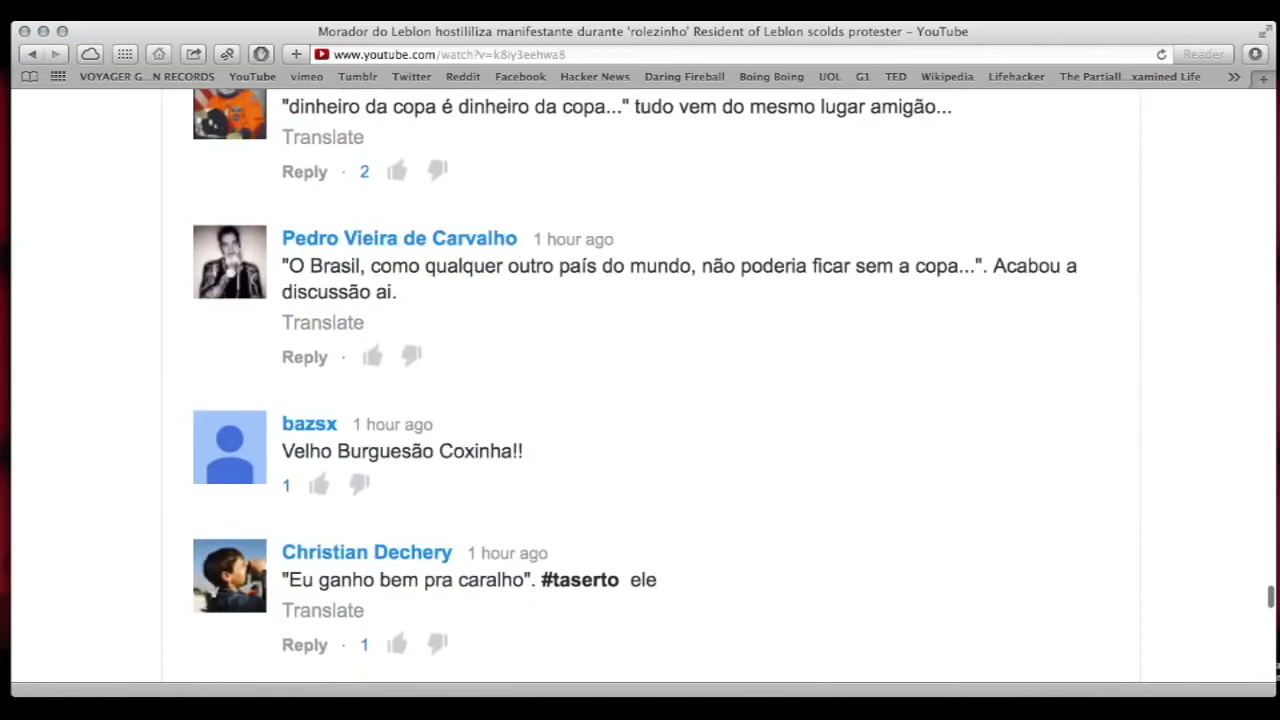 Morador do Leblon hostililiza manifestante durante 'rolezinho' Resident of Leblon scolds protester – YouTube
www.youtube.com/watch?v=k8iy3eehwa8
Reader
VOYAGER G...N RECORDS YouTube vimeo Tumblr Twitter Reddit Facebook Hacker News Daring Fireball Boing Boing UOL G1 TED Wikipedia Lifehacker The Partiall...xamined Life
"dinheiro da copa é dinheiro da copa..." tudo vem do mesmo lugar amigão...
Translate
Reply · 2
Pedro Vieira de Carvalho 1 hour ago
"O Brasil, como qualquer outro país do mundo, não poderia ficar sem a copa...". Acabou a
discussão ai.
Translate
Reply ·
bazsx 1 hour ago
Velho Burguesão Coxinha!!
1
Christian Dechery 1 hour ago
"Eu ganho bem pra caralho". #taserto ele
Translate
Reply · 1